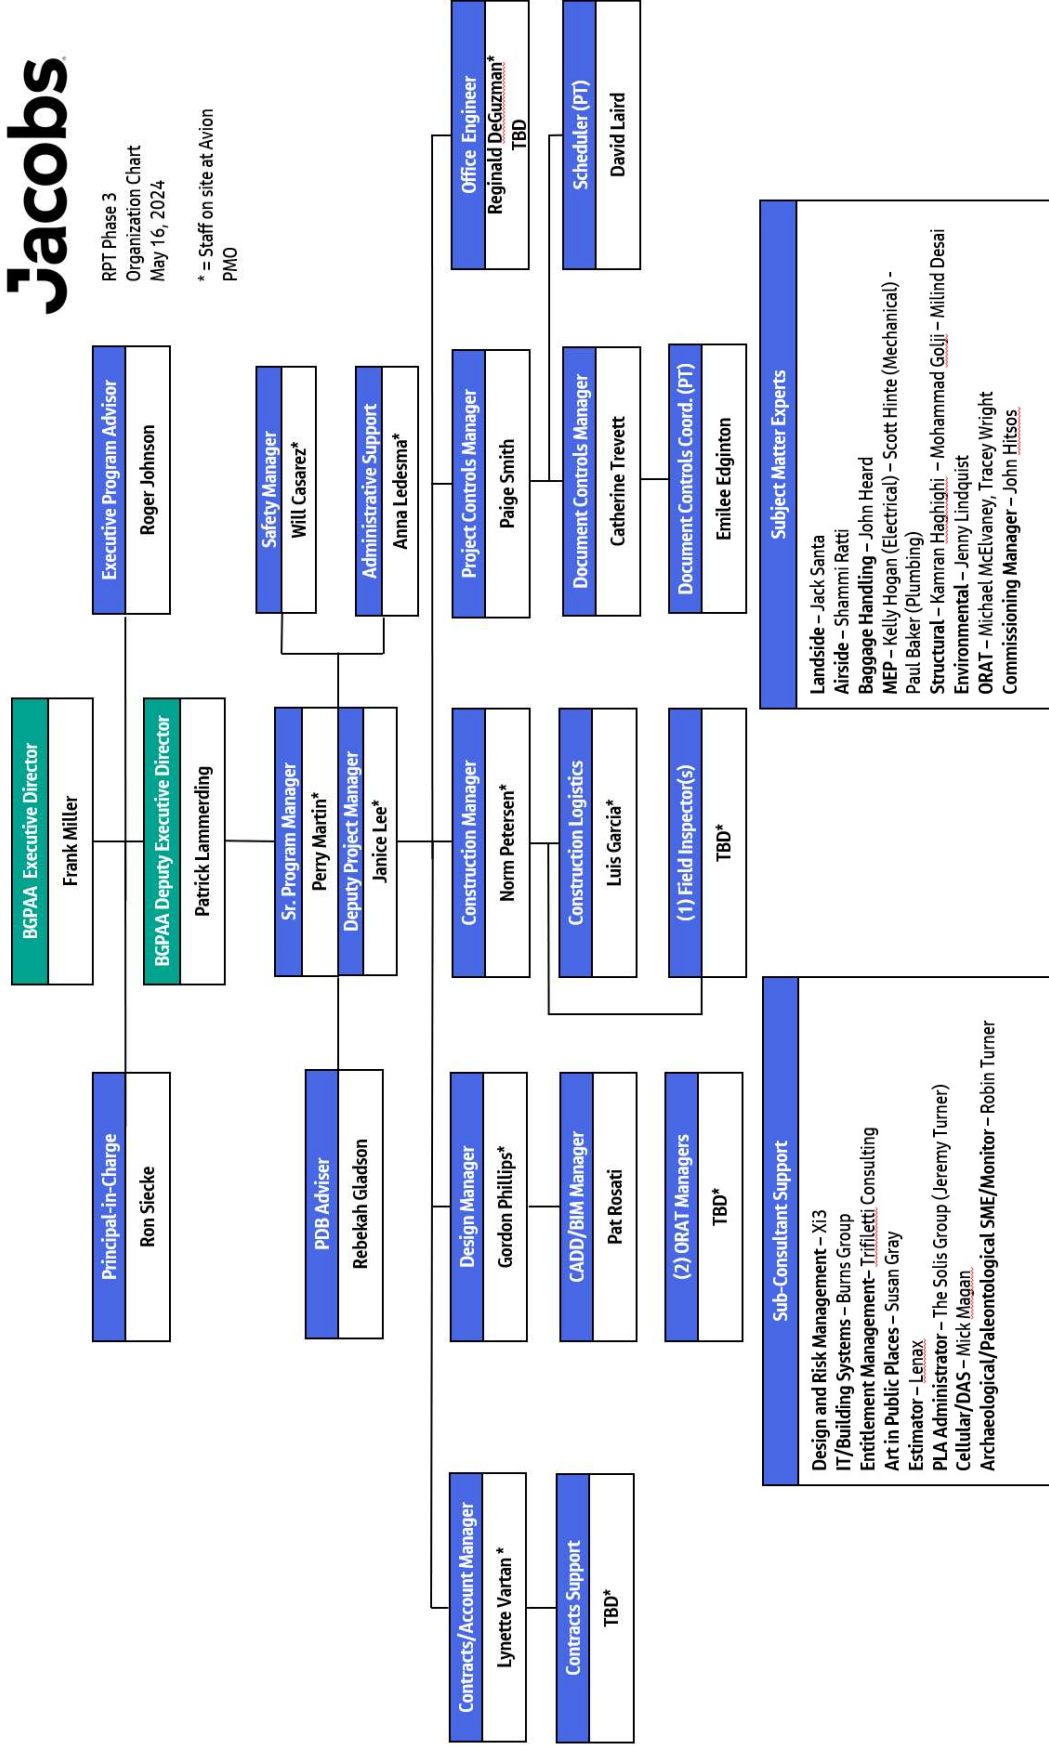 Jacobs
RPT Phase 3
Organization Chart
May 16, 2024
* = Staff on site at Avion
PMO
BGPAA  Executive Director
Frank Miller
Principal-in-Charge
Ron Siecke
Executive Program Advisor
Roger Johnson
BGPAA Deputy Executive Director
Patrick Lammerding
Sr. Program Manager
Perry Martin*
Deputy Project Manager
Janice Lee*
PDB Adviser
Rebekah Gladson
Safety Manager
Will Casarez*
Administrative Support
Anna Ledesma*
Contracts/Account Manager
Lynette Vartan *
Contracts Support
TBD*
Design Manager
Gordon Phillips*
CADD/BIM Manager
Pat Rosati
(2) ORAT Managers
TBD*
Construction Manager
Norm Petersen*
Construction Logistics
Luis Garcia*
(1) Field Inspector(s)
TBD*
Project Controls Manager
Paige Smith
Document Controls Manager
Catherine Trevett
Document Controls Coord. (PT)
Emilee Edginton
Office  Engineer
Reginald DeGuzman*
TBD
Scheduler (PT)
David Laird
Sub-Consultant Support
Design and Risk Management – Xi3
IT/Building Systems – Burns Group
Entitlement Management– Trifiletti Consulting
Art in Public Places – Susan Gray
Estimator – Lenax
PLA Administrator – The Solis Group (Jeremy Turner)
Cellular/DAS – Mick Magan
Archaeological/Paleontological SME/Monitor – Robin Turner
Subject Matter Experts
Landside – Jack Santa
Airside – Shammi Ratti
Baggage Handling – John Heard
MEP – Kelly Hogan (Electrical) – Scott Hinte (Mechanical) -
Paul Baker (Plumbing)
Structural – Kamran Haghighi – Mohammad Golji – Milind Desai
Environmental – Jenny Lindquist
ORAT – Michael McElvaney, Tracey Wright
Commissioning Manager – John Hitsos